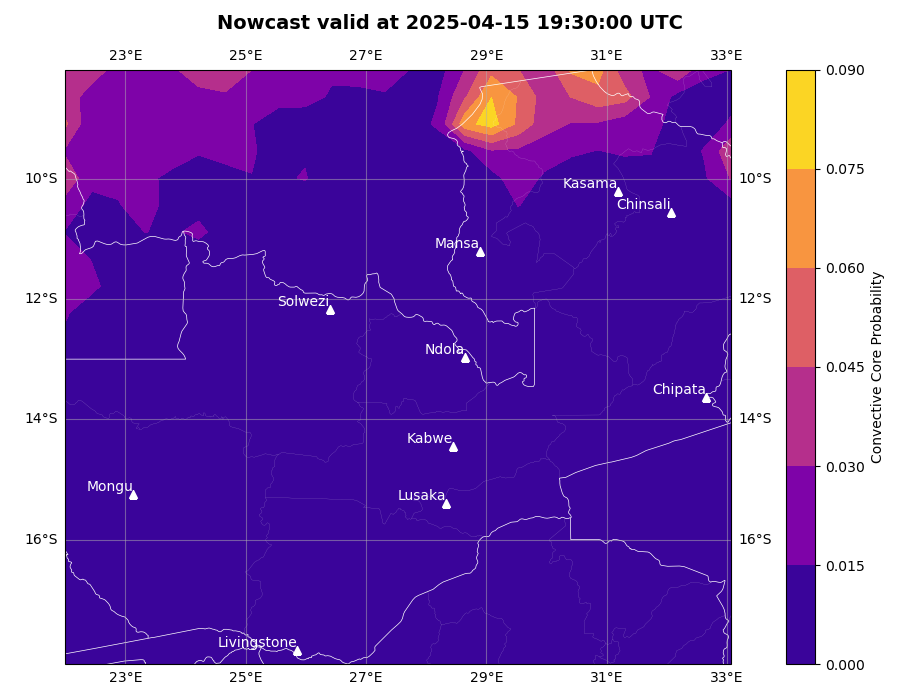 Nowcast valid at 2025-04-15 19:30:00 UTC
23°E 25°E 27°E 29°E 31°E 33°E
0.090
0.075
10°S 10°S
Kasama
Chinsali
Mansa
0.060
12°S 12°S
Solwezi
Ndola
0.045
Chipata
14°S 14°S
Kabwe
0.030
Mongu
Lusaka
16°S 16°S
0.015
Livingstone
0.000
23°E 25°E 27°E 29°E 31°E 33°E
Convective Core Probability